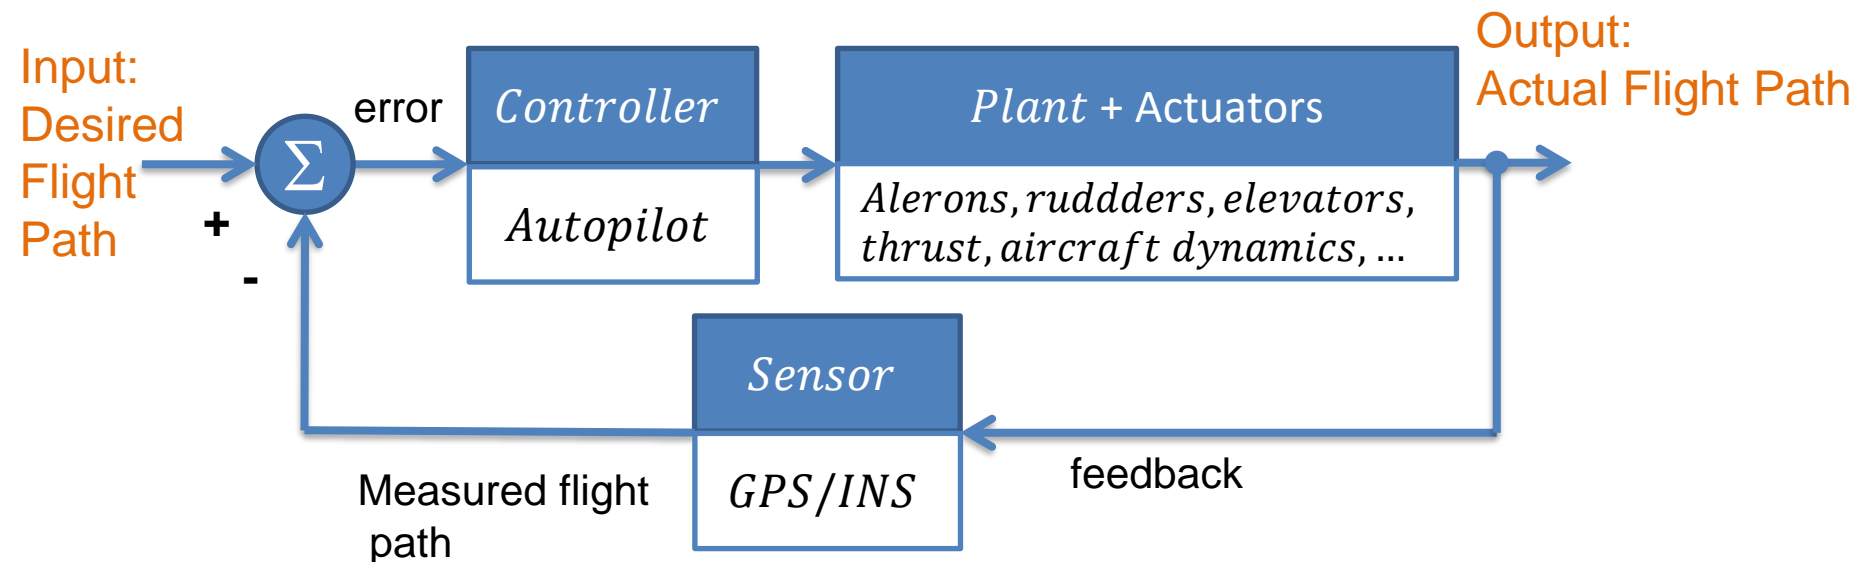 Input:
Desired
Flight
Path
+
-
Σ
error
Controller
Autopilot
Plant + Actuators
Alerons, ruddders, elevators,
thrust, aircraft dynamics, ...
Output:
Actual Flight Path
Sensor
GPS/INS
feedback
Measured flight
path